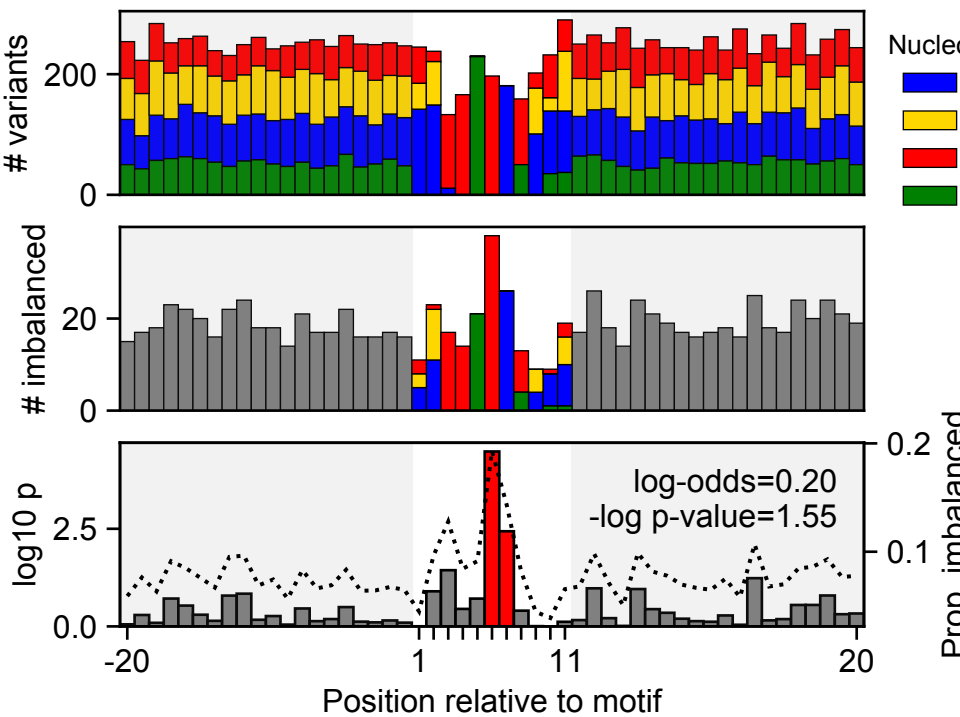 # variants
200
0
Nuclec
# imbalanced
20
0
log10 p
2.5
0.0
log-odds=0.20
-log p-value=1.55
0.2
0.1
Prop. imbalanced
-20
1
11
20
Position relative to motif